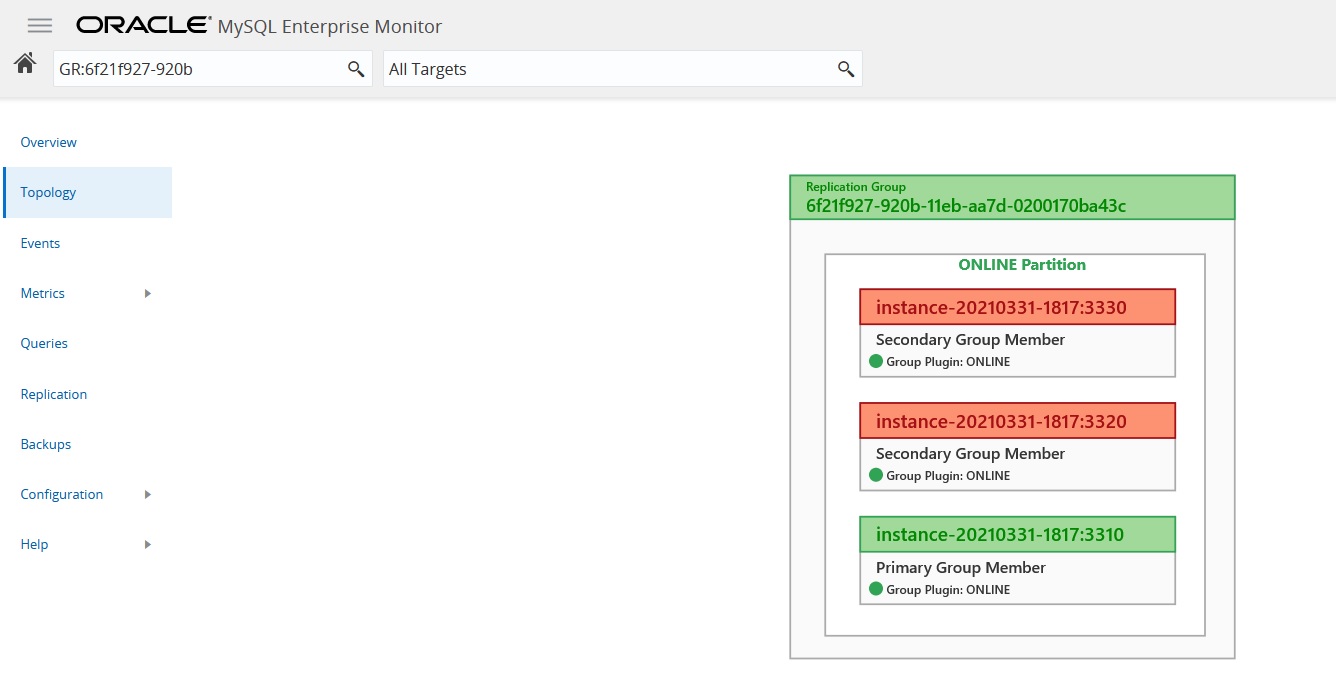 ORACLE® MySQL Enterprise Monitor
GR:6f21f927-920b
All Targets
Overview
Topology
Events
Metrics
Queries
Replication
Backups
Configuration
Help
Replication Group
6f21f927-920b-11eb-aa7d-0200170ba43c
ONLINE Partition
instance-20210331-1817:3330
Secondary Group Member
Group Plugin: ONLINE
instance-20210331-1817:3320
Secondary Group Member
Group Plugin: ONLINE
instance-20210331-1817:3310
Primary Group Member
Group Plugin: ONLINE